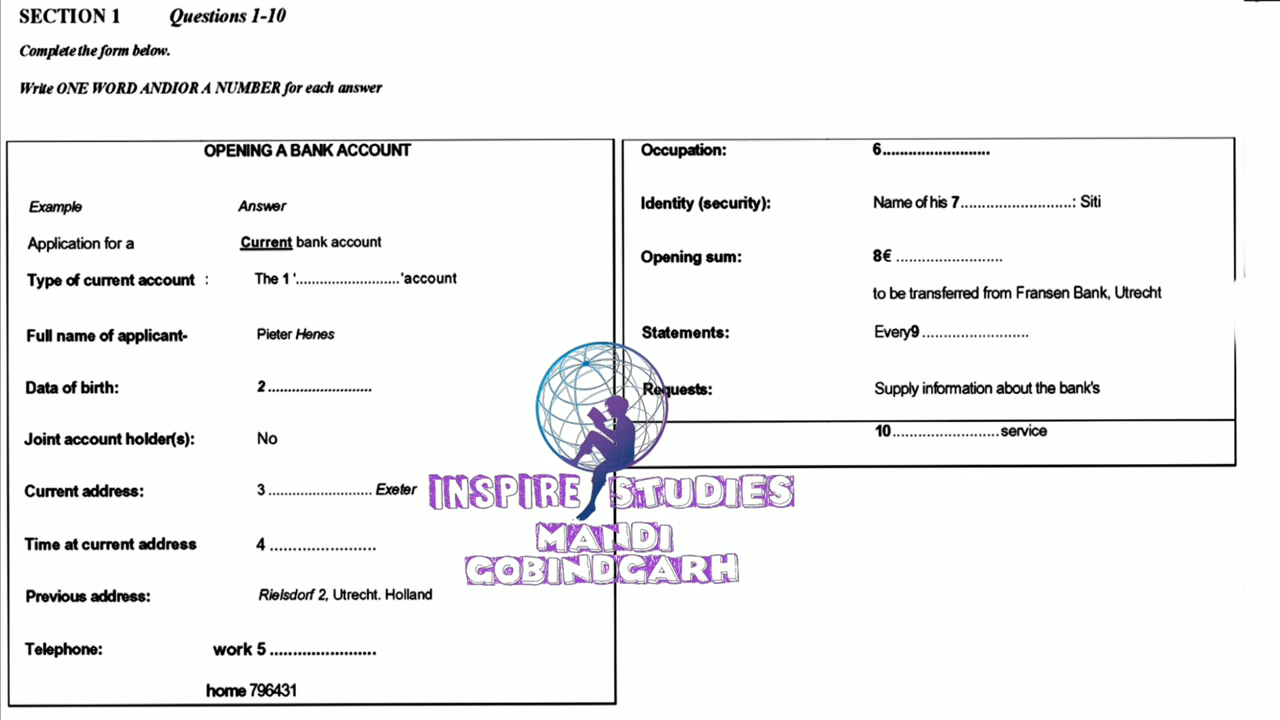 SECTION 1 Questions 1-10
Complete the form below.
Write ONE WORD ANDIOR A NUMBER for each answer
OPENING A BANK ACCOUNT
Example Answer
Application for a Current bank account
Type of current account : The 1 '..........................'account
Full name of applicant- Pieter Henes
Data of birth: 2..........................
Joint account holder(s): No
Current address: 3.......................... Exeter
Time at current address 4.......................
Previous address: Rielsdorf 2, Utrecht. Holland
Telephone: work 5.......................
home 796431
Occupation: 6.......................
Identity (security): Name of his 7.........................: Siti
Opening sum: 8€ .......................
to be transferred from Fransen Bank, Utrecht
Statements: Every9.......................
Requests: Supply information about the bank's
10.......................service
INSPIRE STUDIES
MANDI
GOBINDGARH